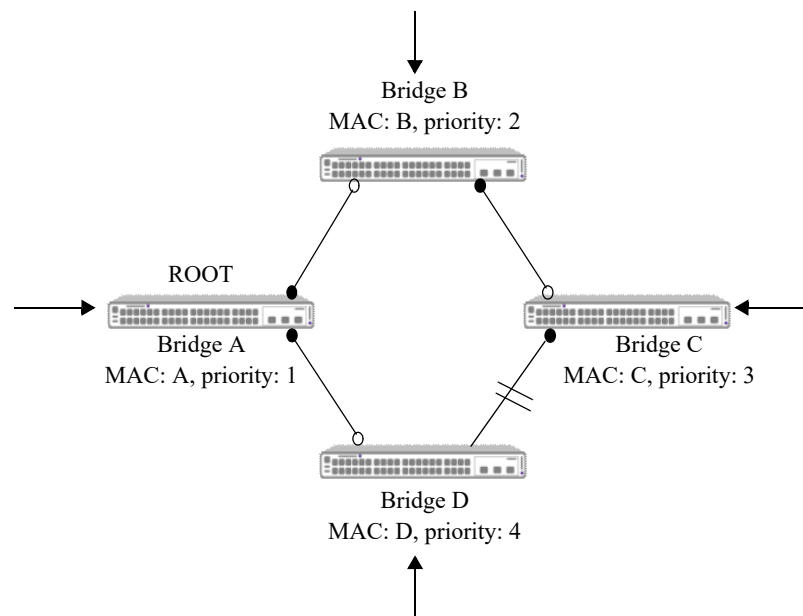 Bridge B
MAC: B, priority: 2
ROOT
Bridge A
MAC: A, priority: 1
Bridge C
MAC: C, priority: 3
Bridge D
MAC: D, priority: 4